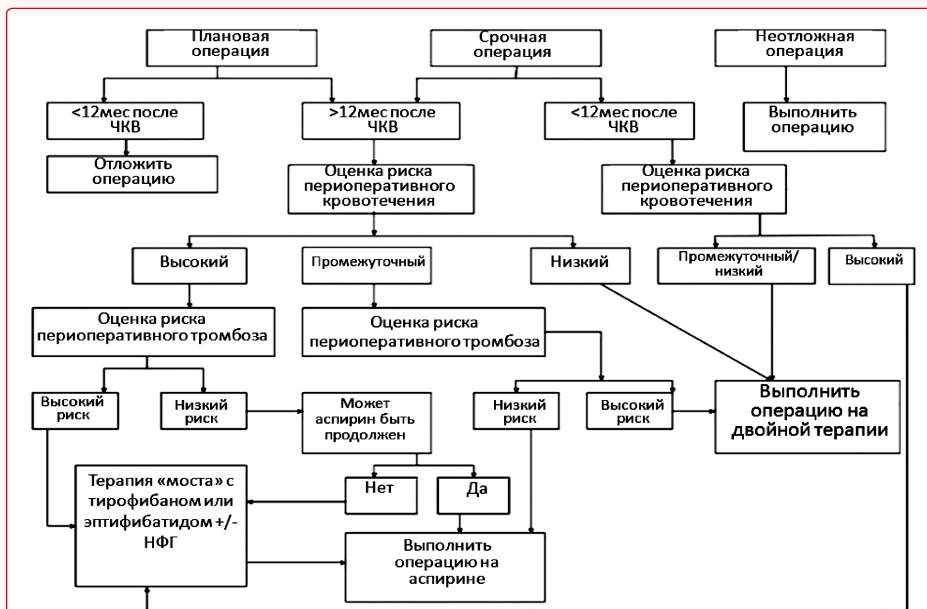 Плановая
операция
Срочная
операция
Неотложная
операция
<12мес после
ЧКВ
>12мес после
ЧКВ
<12мес после
ЧКВ
Выполнить
операцию
Отложить
операцию
Оценка риска
периоперативного
кровотечения
Оценка риска
периоперативного
кровотечения
Высокий
Промежуточный
Низкий
Промежуточный/
низкий
Высокий
Оценка риска
периоперативного тромбоза
Оценка риска
периоперативного тромбоза
Высокий
риск
Низкий
риск
Может
аспирин быть
продолжен
Низкий
риск
Высокий
риск
Выполнить
операцию на
двойной терапии
Терапия «моста» с
тирофибаном или
эптифибатидом +/-
НФГ
Нет
Да
Выполнить
операцию на
аспирине